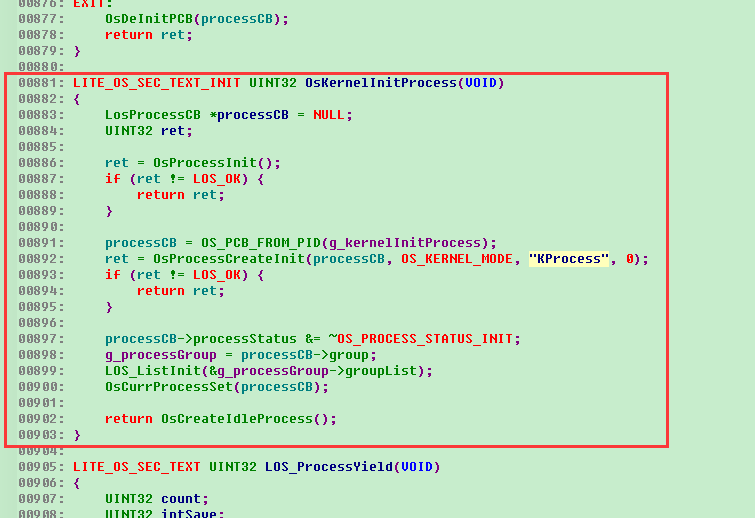 00876: EXIT:
00877:     OsDeInitPCB(processCB);
00878:     return ret;
00879: }
00880:
00881: LITE_OS_SEC_TEXT_INIT UINT32 OsKernelInitProcess(VOID)
00882: {
00883:     LosProcessCB *processCB = NULL;
00884:     UINT32 ret;
00885:
00886:     ret = OsProcessInit();
00887:     if (ret != LOS_OK) {
00888:         return ret;
00889:     }
00890:
00891:     processCB = OS_PCB_FROM_PID(g_kernelInitProcess);
00892:     ret = OsProcessCreateInit(processCB, OS_KERNEL_MODE, "KProcess", 0);
00893:     if (ret != LOS_OK) {
00894:         return ret;
00895:     }
00896:
00897:     processCB->processStatus &= ~OS_PROCESS_STATUS_INIT;
00898:     g_processGroup = processCB->group;
00899:     LOS_ListInit(&g_processGroup->groupList);
00900:     OsCurrProcessSet(processCB);
00901:
00902:     return OsCreateIdleProcess();
00903: }
00904:
00905: LITE_OS_SEC_TEXT UINT32 LOS_ProcessYield(VOID)
00906: {
00907:     UINT32 count;
00908:     UINT32 intSave;